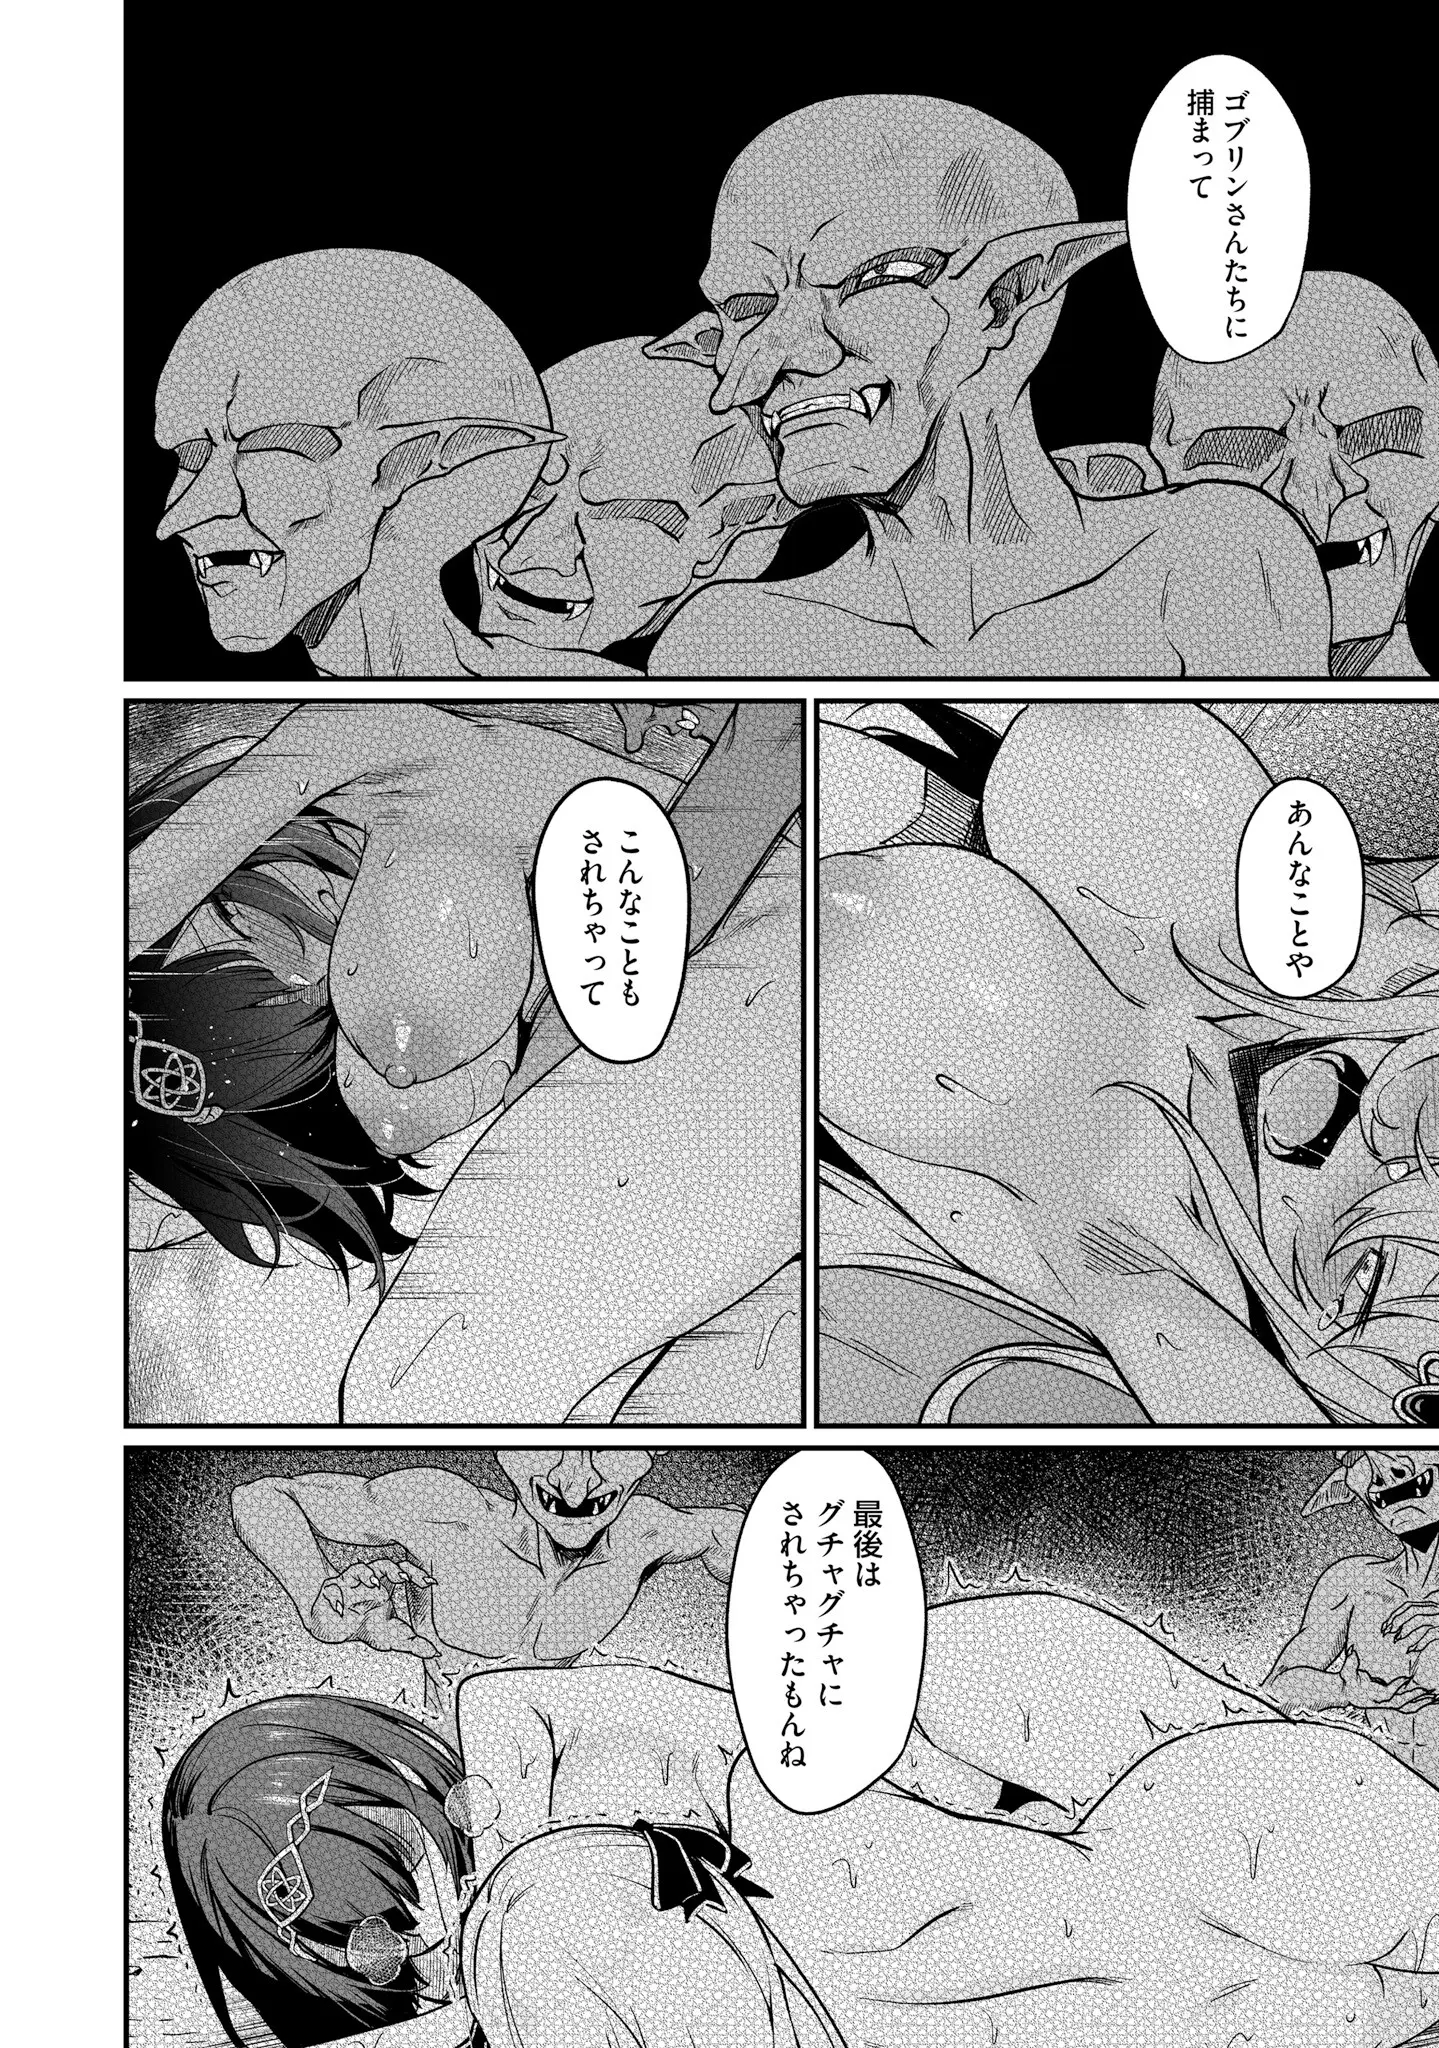 ゴブリンさんたちに
捕まって
あんなことや
こんなことも
されちゃって
最後は
グチャグチャに
されちゃったもんね